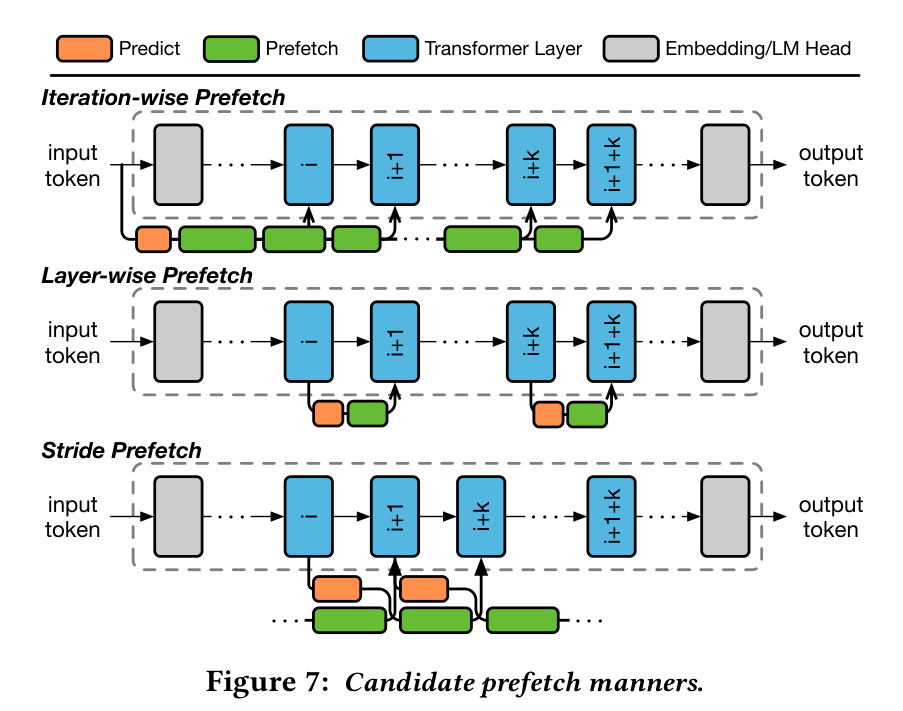 Predict Prefetch Transformer Layer Embedding/LM Head
Iteration-wise Prefetch
input
token
· · ·
i
i+1
· · ·
i+k
i+1+k
· · ·
output
token
· · · · ·
· · ·
Layer-wise Prefetch
input
token
· · ·
i
i+1
· · ·
i+k
i+1+k
· · ·
output
token
Stride Prefetch
input
token
· · ·
i
i+1
i+k
· · ·
i+1+k
· · ·
output
token
· · ·
· · ·
Figure 7: Candidate prefetch manners.